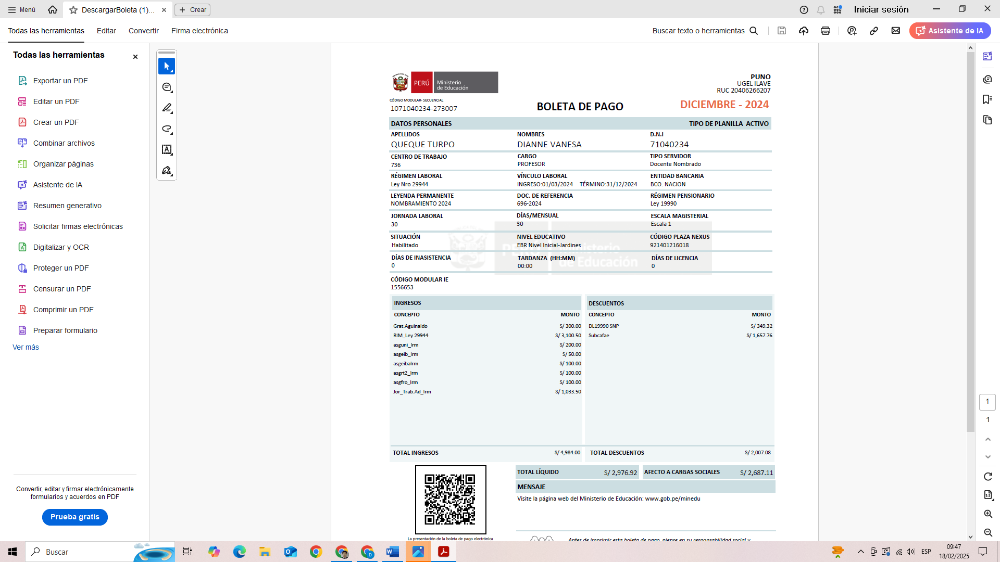 Menú
DescargarBoleta (1)...
Crear
Iniciar sesión
Todas las herramientas
Editar
Convertir
Firma electrónica
Buscar texto o herramientas
Asistente de IA
Todas las herramientas
Exportar un PDF
Editar un PDF
Crear un PDF
Combinar archivos
Organizar páginas
Asistente de IA
Resumen generativo
Solicitar firmas electrónicas
Digitalizar y OCR
Proteger un PDF
Censurar un PDF
Comprimir un PDF
Preparar formulario
Ver más
Convertir, editar y firmar electrónicamente
formularios y acuerdos en PDF
Prueba gratis
PERÚ
Ministerio
de Educación
PUNO
UGEL ILAVE
RUC 20406266207
CÓDIGO MODULAR- SECUENCIAL
1071040234-273007
BOLETA DE PAGO
DICIEMBRE - 2024
DATOS PERSONALES TIPO DE PLANILLA ACTIVO
APELLIDOS NOMBRES D.N.I
QUEQUE TURPO DIANNE VANESA 71040234
CENTRO DE TRABAJO CARGO TIPO SERVIDOR
736 PROFESOR Docente Nombrado
RÉGIMEN LABORAL VÍNCULO LABORAL ENTIDAD BANCARIA
Ley Nro 29944 INGRESO:01/03/2024 TÉRMINO:31/12/2024 BCO. NACION
LEYENDA PERMANENTE DOC. DE REFERENCIA RÉGIMEN PENSIONARIO
NOMBRAMIENTO 2024 696-2024 Ley 19990
JORNADA LABORAL DÍAS/MENSUAL ESCALA MAGISTERIAL
30 30 Escala 1
SITUACIÓN NIVEL EDUCATIVO CÓDIGO PLAZA NEXUS
Habilitado EBR Nivel Inicial-Jardines 921401216018
PERÚ
Ministerio
de Educación
DÍAS DE INASISTENCIA TARDANZA (HH:MM) DÍAS DE LICENCIA
0 00:00 0
CÓDIGO MODULAR IE
1556653
INGRESOS DESCUENTOS
CONCEPTO MONTO CONCEPTO MONTO
Grat.Aguinaldo S/ 300.00 DL19990 SNP S/ 349.32
RIM_Ley 29944 S/ 3,100.50 Subcafae S/ 1,657.76
asguni_lrm S/ 200.00
asgeib_lrm S/ 50.00
asgeibalrm S/ 100.00
asgrt2_lrm S/ 100.00
asgfro_lrm S/ 100.00
Jor_Trab.Ad_lrm S/ 1,033.50
TOTAL INGRESOS S/ 4,984.00 TOTAL DESCUENTOS S/ 2,007.08
TOTAL LÍQUIDO S/ 2,976.92 AFECTO A CARGAS SOCIALES S/ 2,687.11
MENSAJE
Visite la página web del Ministerio de Educación: www.gob.pe/minedu
La presentación de la boleta de pago electrónica
Antes de imprimir esta boleta de pago, piense en su responsabilidad social y
1
1
Buscar
ESP
09:47
18/02/2025